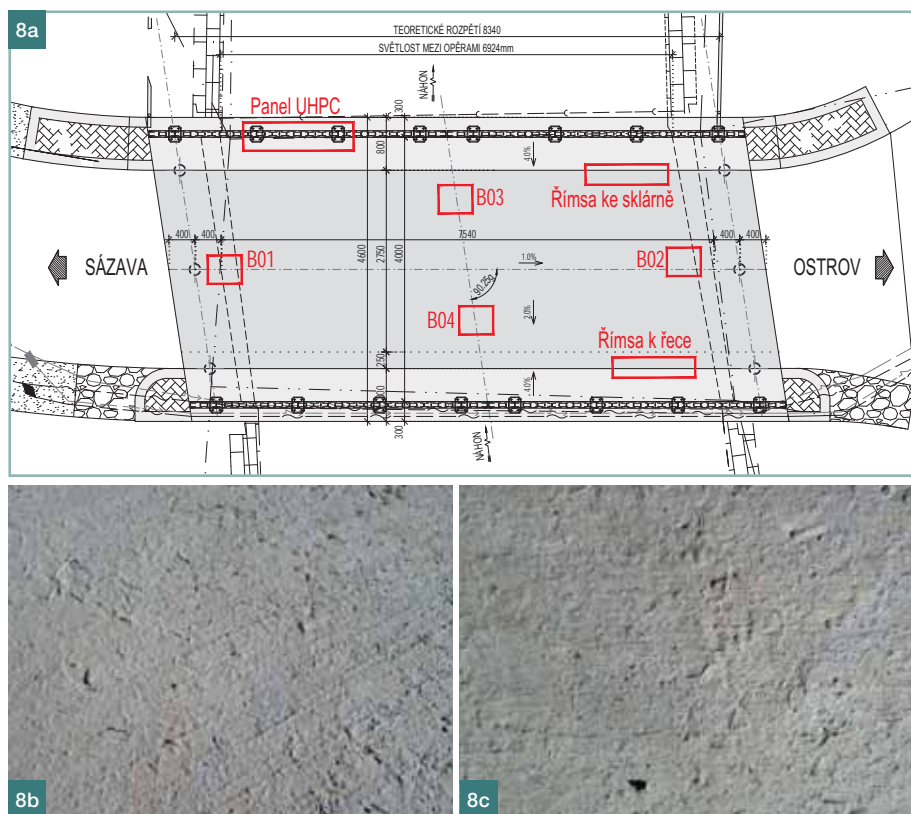 8a
TEORETICKÉ ROZPĚTÍ 8340
SVĚTLOST MEZI OPĚRAMI 6924mm
NÁHON
300
Panel UHPC
800
4.0%
Římsa ke sklárně
B03
400
400
7540
400
400
SÁZAVA
B01
4600
2750
4000
1.0%
B02
OSTROV
90.25g
B04
2.0%
Římsa k řece
250
4.0%
300
NÁHON
8b
8c